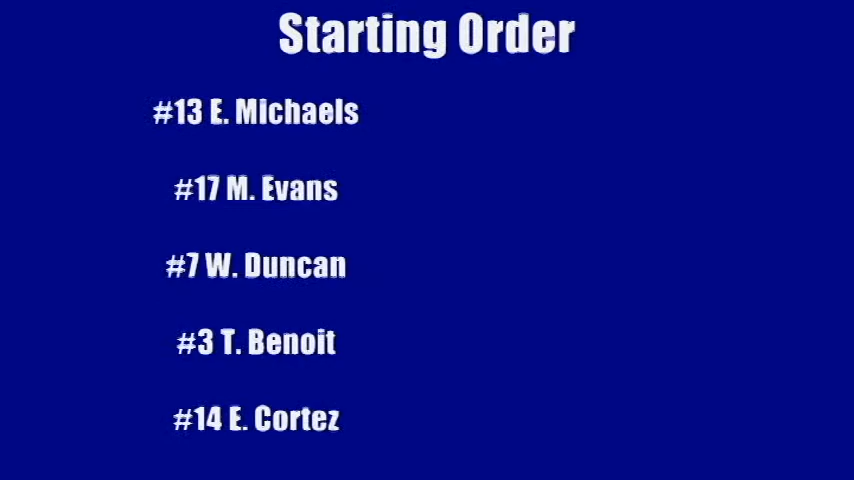 Starting Order
#13 E. Michaels
#17 M. Evans
#7 W. Duncan
#3 T. Benoit
#14 E. Cortez